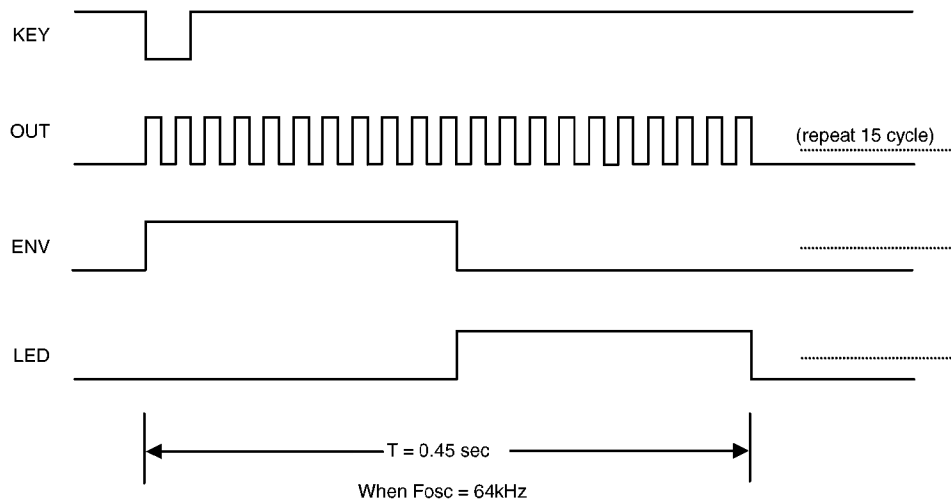 KEY
OUT
(repeat 15 cycle)
ENV
LED
T = 0.45 sec
When Fosc = 64kHz